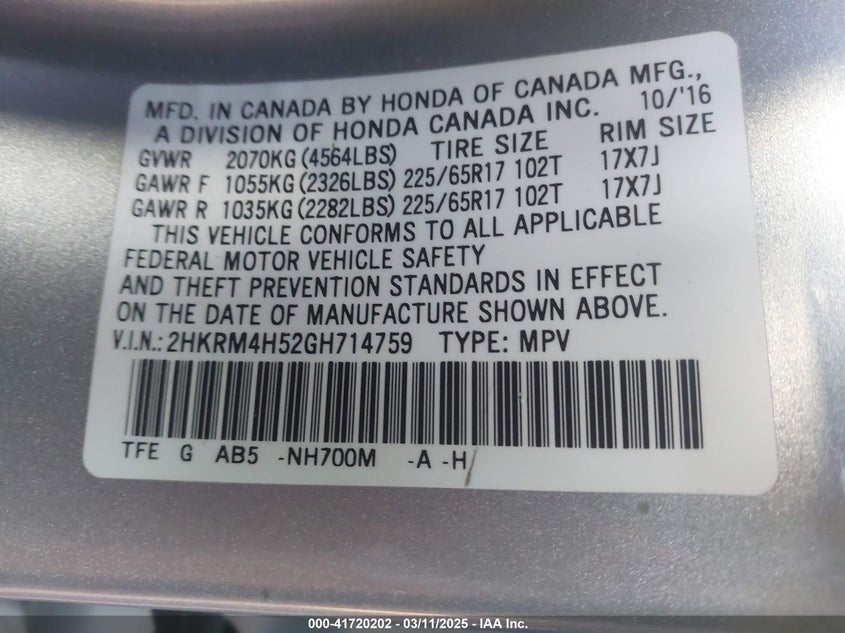 MFD. IN CANADA BY HONDA OF CANADA MFG.,
A DIVISION OF HONDA CANADA INC. 10/'16
GVWR 2070KG (4564LBS) TIRE SIZE RIM SIZE
GAWR F 1055KG (2326LBS) 225/65R17 102T 17X7J
GAWR R 1035KG (2282LBS) 225/65R17 102T 17X7J
THIS VEHICLE CONFORMS TO ALL APPLICABLE
FEDERAL MOTOR VEHICLE SAFETY
AND THEFT PREVENTION STANDARDS IN EFFECT
ON THE DATE OF MANUFACTURE SHOWN ABOVE.
V.I.N.: 2HKRM4H52GH714759 TYPE: MPV
TFE G AB5 -NH700M -A -H
000-41720202 - 03/11/2025 - IAA Inc.